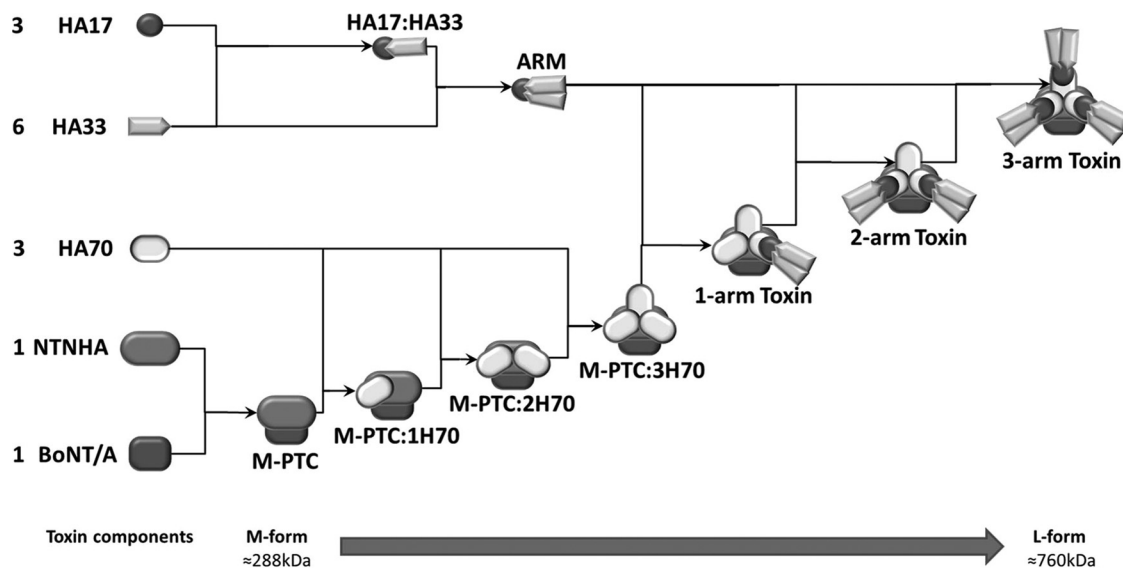 3 HA17
HA17:HA33
ARM
6 HA33
3-arm Toxin
2-arm Toxin
3 HA70
1-arm Toxin
1 NTNHA
M-PTC:3H70
M-PTC:2H70
M-PTC:1H70
1 BoNT/A
M-PTC
Toxin components
M-form
≈288kDa
L-form
≈760kDa